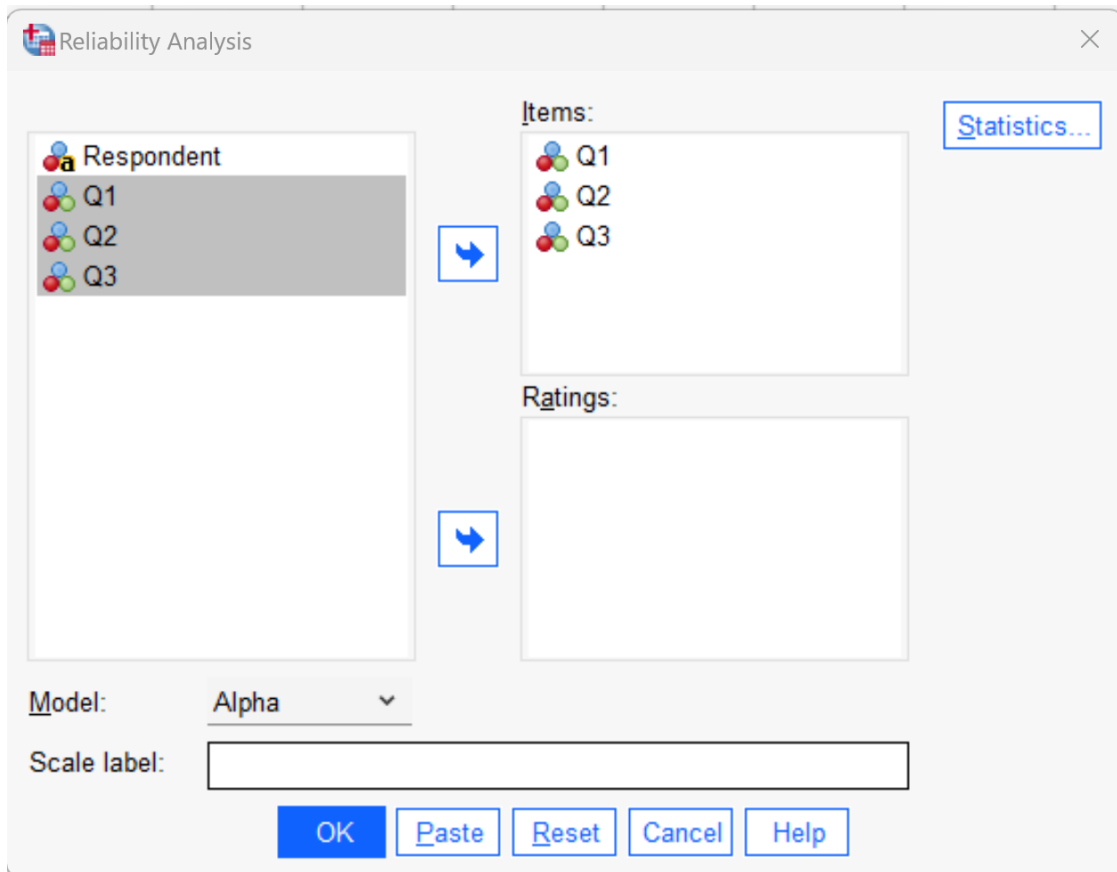 Reliability Analysis
Items:
Statistics...
Respondent
Q1
Q2
Q3
Q1
Q2
Q3
Ratings:
Model:
Alpha
Scale label:
OK
Paste
Reset
Cancel
Help